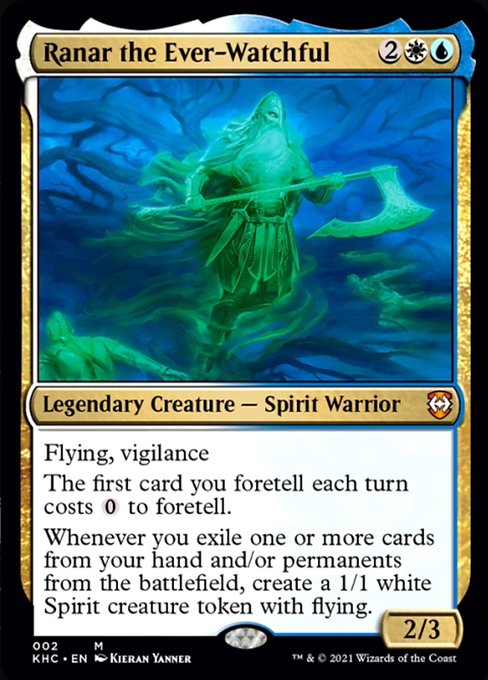 Ranar the Ever-Watchful 2
Legendary Creature — Spirit Warrior
Flying, vigilance
The first card you foretell each turn
costs 0 to foretell.
Whenever you exile one or more cards
from your hand and/or permanents
from the battlefield, create a 1/1 white
Spirit creature token with flying.
2/3
002 M
KHC • EN Kieran Yanner
™ & © 2021 Wizards of the Coast